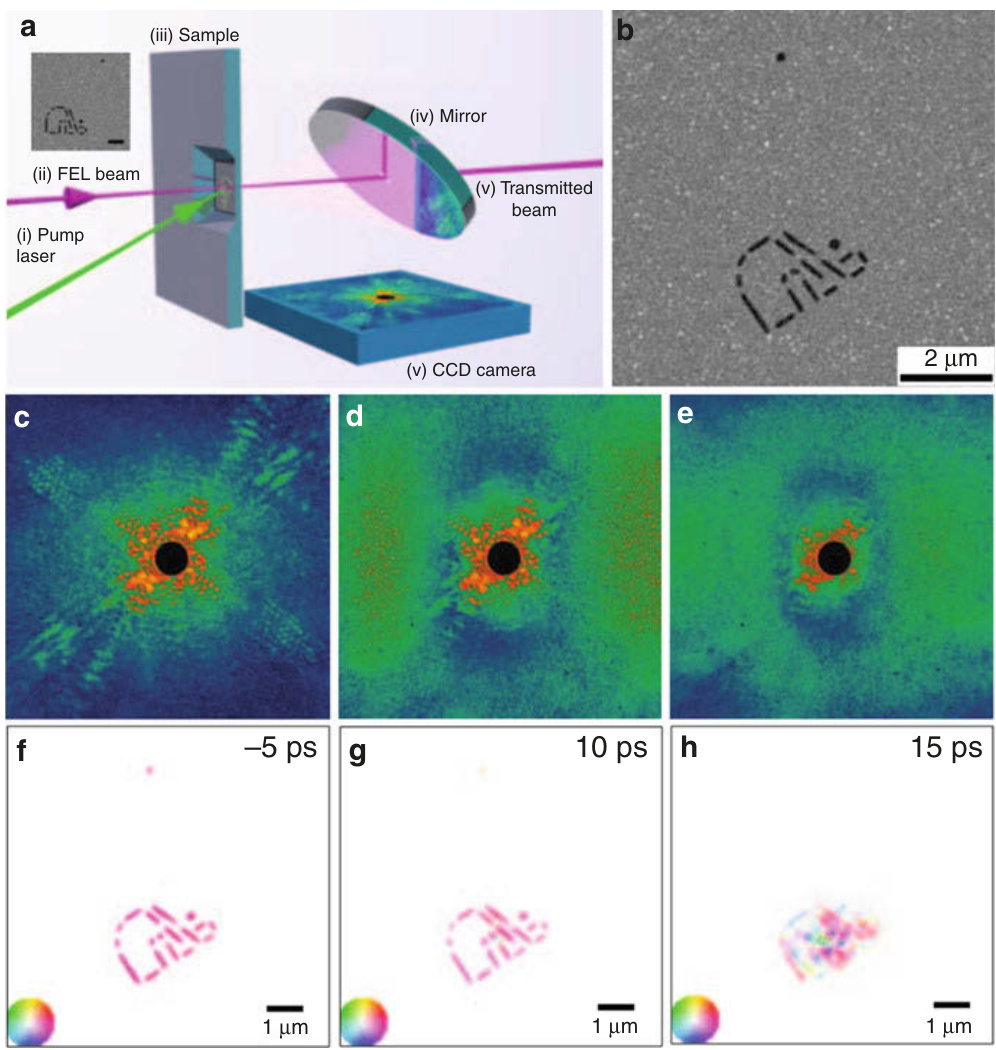 a
(iii) Sample
(iv) Mirror
(ii) FEL beam
(v) Transmitted
beam
(i) Pump
laser
(v) CCD camera
b
2 μm
c
d
e
f
–5 ps
1 μm
g
10 ps
1 μm
h
15 ps
1 μm